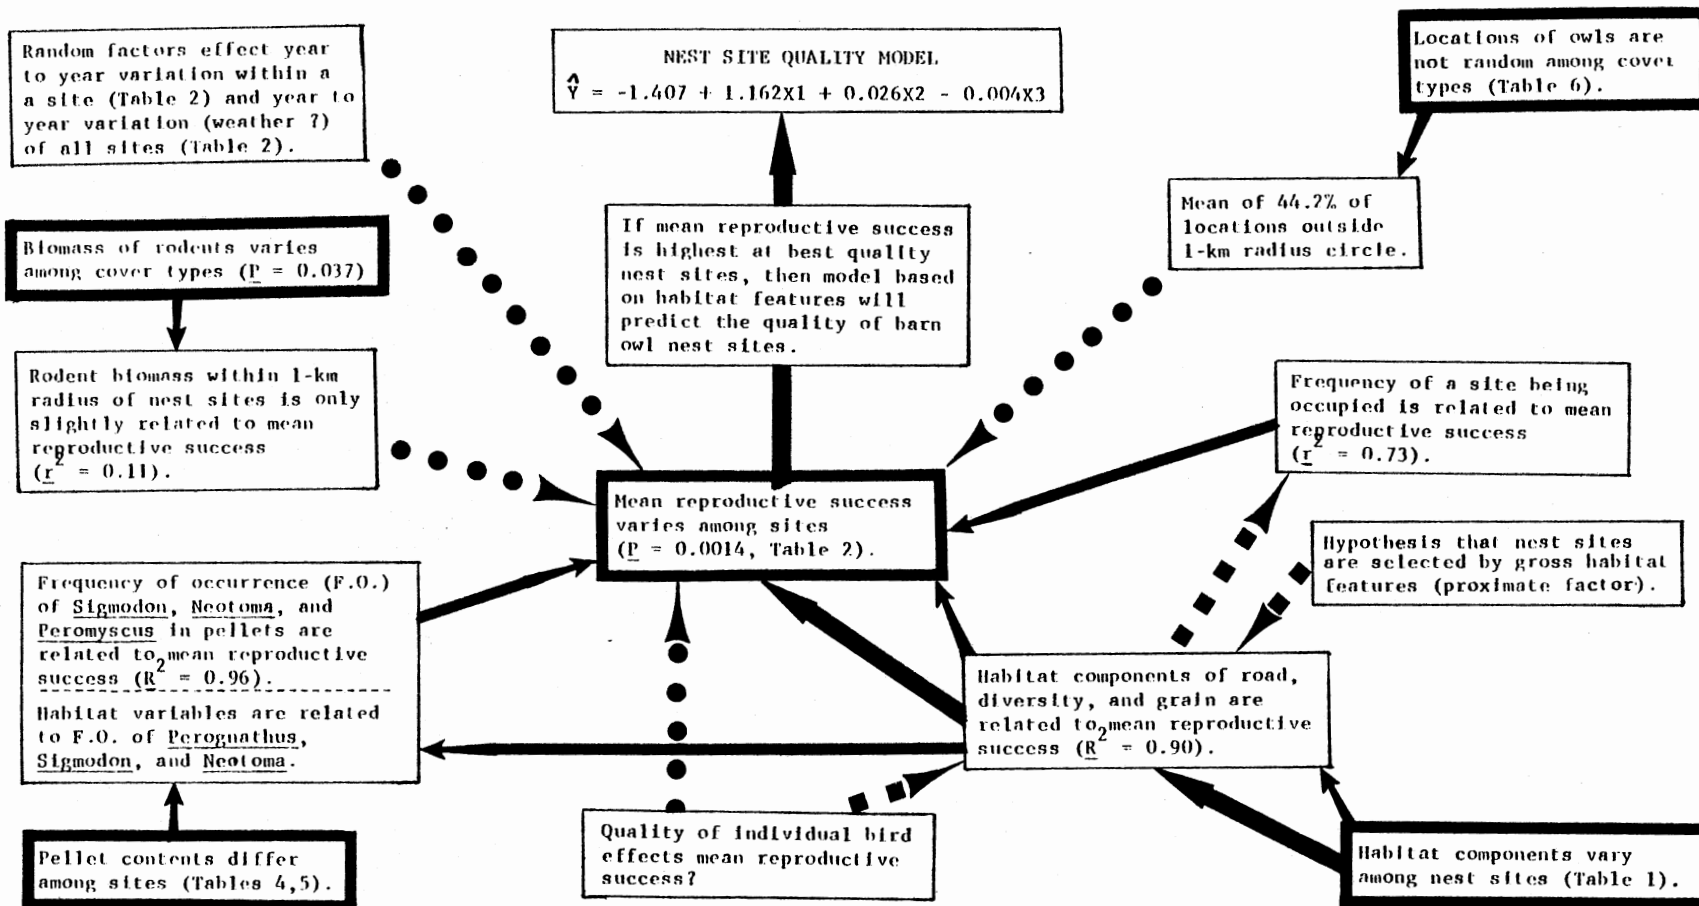 Random factors effect year
to year variation within a
a site (Table 2) and year to
year variation (weather ?)
of all sites (Table 2).
NEST SITE QUALITY MODEL
Ŷ = -1.407 + 1.162X1 + 0.026X2 - 0.004X3
Locations of owls are
not random among cover
types (Table 6).
Biomass of rodents varies
among cover types (P = 0.037)
If mean reproductive success
is highest at best quality
nest sites, then model based
on habitat features will
predict the quality of barn
owl nest sites.
Mean of 44.2% of
locations outside
1-km radius circle.
Rodent biomass within 1-km
radius of nest sites is only
slightly related to mean
reproductive success
(r² = 0.11).
Frequency of a site being
occupied is related to mean
reproductive success
(r² = 0.73).
Mean reproductive success
varies among sites
(P = 0.0014, Table 2).
Hypothesis that nest sites
are selected by gross habitat
features (proximate factor).
Frequency of occurrence (F.O.)
of Sigmodon, Neotoma, and
Peromyscus in pellets are
related to mean reproductive
success (R² = 0.96).
Habitat variables are related
to F.O. of Perognathus,
Sigmodon, and Neotoma.
Habitat components of road,
diversity, and grain are
related to mean reproductive
success (R² = 0.90).
Pellet contents differ
among sites (Tables 4,5).
Quality of individual bird
effects mean reproductive
success?
Habitat components vary
among nest sites (Table 1).